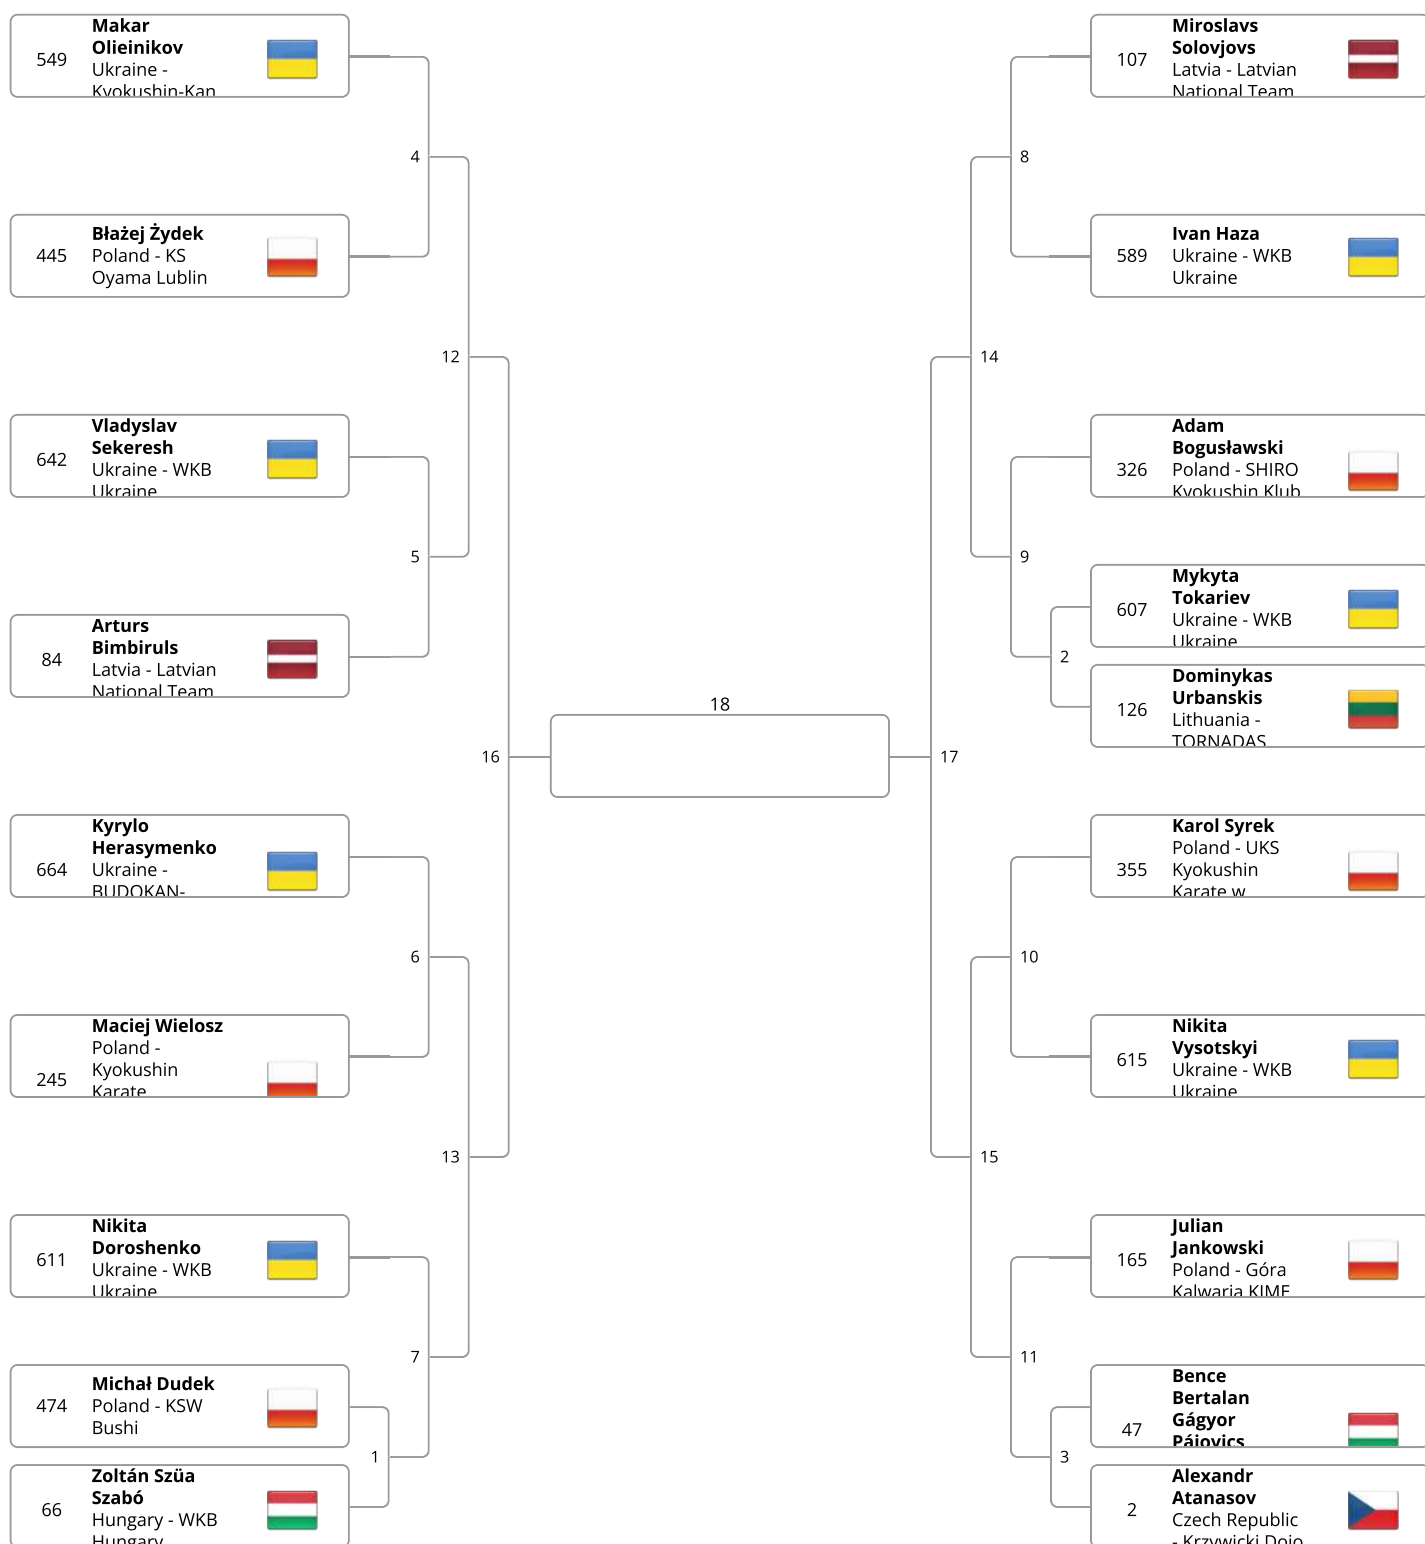 549
Makar
Olieinikov
Ukraine -
Kyokushin-Kan
445
Błażej Żydek
Poland - KS
Oyama Lublin
642
Vladyslav
Sekeresh
Ukraine - WKB
Ukraine
84
Arturs
Bimbiruls
Latvia - Latvian
National Team
664
Kyrylo
Herasymenko
Ukraine -
BUDOKAN-
245
Maciej Wielosz
Poland -
Kyokushin
Karate
611
Nikita
Doroshenko
Ukraine - WKB
Ukraine
474
Michał Dudek
Poland - KSW
Bushi
66
Zoltán Szüa
Szabó
Hungary - WKB
Hungary
4
12
5
16
6
13
7
1
18
17
8
14
9
2
10
15
11
3
107
Miroslavs
Solovjovs
Latvia - Latvian
National Team
589
Ivan Haza
Ukraine - WKB
Ukraine
326
Adam
Bogusławski
Poland - SHIRO
Kyokushin Klub
607
Mykyta
Tokariev
Ukraine - WKB
Ukraine
126
Dominykas
Urbanskis
Lithuania -
TORNADAS
355
Karol Syrek
Poland - UKS
Kyokushin
Karate w
615
Nikita
Vysotskyi
Ukraine - WKB
Ukraine
165
Julian
Jankowski
Poland - Góra
Kalwaria KIME
47
Bence
Bertalan
Gágyor
Pájovics
2
Alexandr
Atanasov
Czech Republic
- Krzywicki Dojo